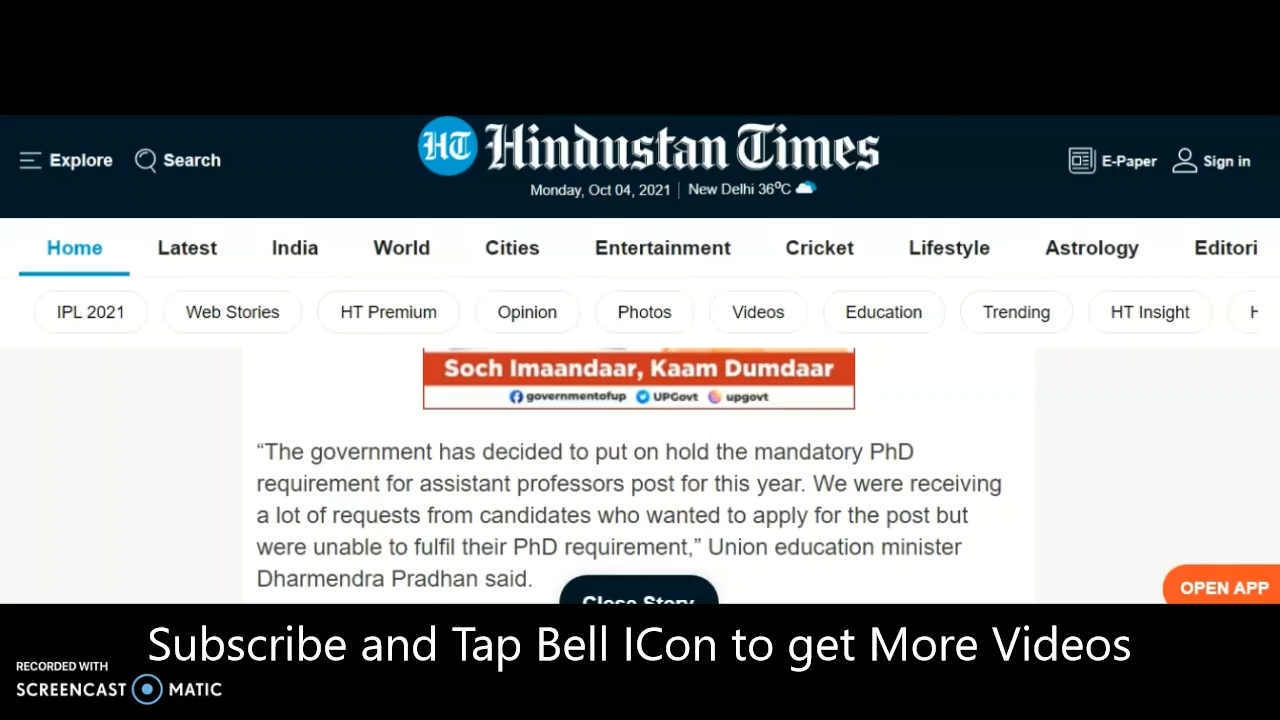 Explore
Search
HT Hindustan Times
Monday, Oct 04, 2021 | New Delhi 36ºC
E-Paper
Sign in
Home Latest India World Cities Entertainment Cricket Lifestyle Astrology Editori
IPL 2021 Web Stories HT Premium Opinion Photos Videos Education Trending HT Insight H
Soch Imaandaar, Kaam Dumdaar
governmentofup UPGovt upgovt
“The government has decided to put on hold the mandatory PhD
requirement for assistant professors post for this year. We were receiving
a lot of requests from candidates who wanted to apply for the post but
were unable to fulfil their PhD requirement,” Union education minister
Dharmendra Pradhan said.
Close Story
OPEN APP
Subscribe and Tap Bell ICon to get More Videos
RECORDED WITH
SCREENCAST MATIC